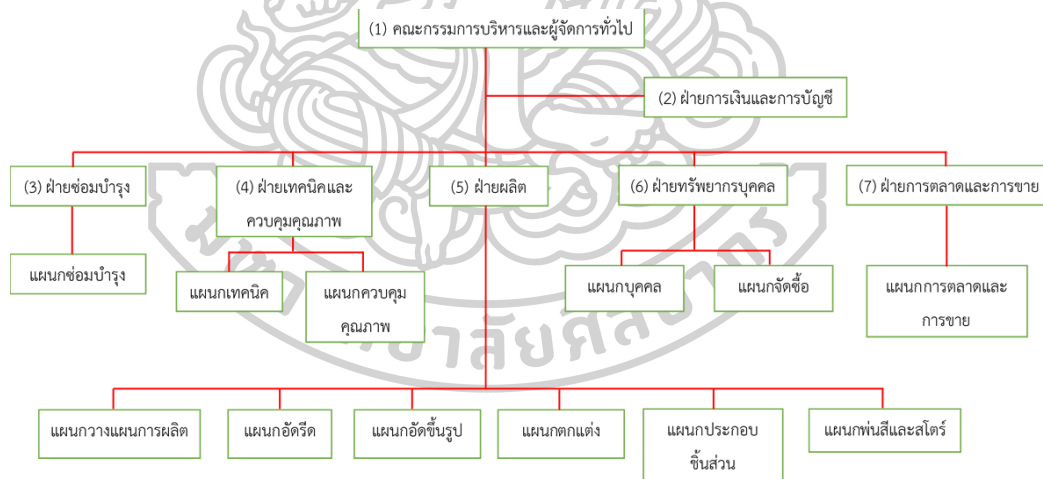 (1) คณะกรรมการบริหารและผู้จัดการทั่วไป
(2) ฝ่ายการเงินและการบัญชี
(3) ฝ่ายซ่อมบำรุง
(4) ฝ่ายเทคนิคและ
ควบคุมคุณภาพ
(5) ฝ่ายผลิต
(6) ฝ่ายทรัพยากรบุคคล
(7) ฝ่ายการตลาดและการขาย
แผนกซ่อมบำรุง
แผนกเทคนิค
แผนกควบคุม
คุณภาพ
แผนกบุคคล
แผนกจัดซื้อ
แผนกการตลาดและ
การขาย
แผนกวางแผนการผลิต
แผนกอัดรีด
แผนกอัดขึ้นรูป
แผนกตกแต่ง
แผนกประกอบ
ชิ้นส่วน
แผนกพ่นสีและสโตร์